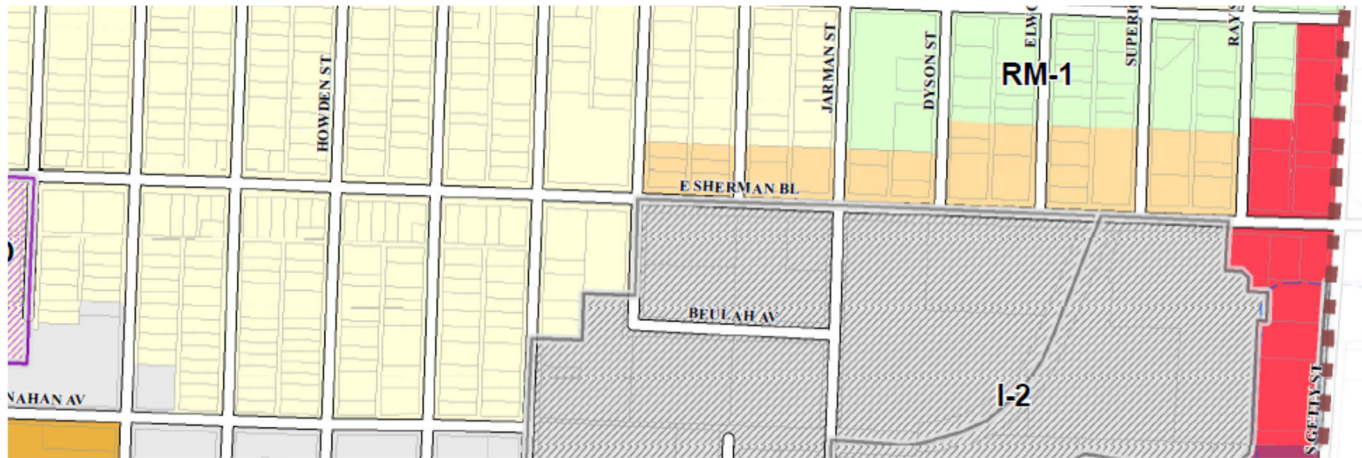 HOWDEN ST
JARMAN ST
DYSON ST
RM-1
E SHERMAN BL
BEULAH AV
NAHAN AV
I-2
S GETTY ST